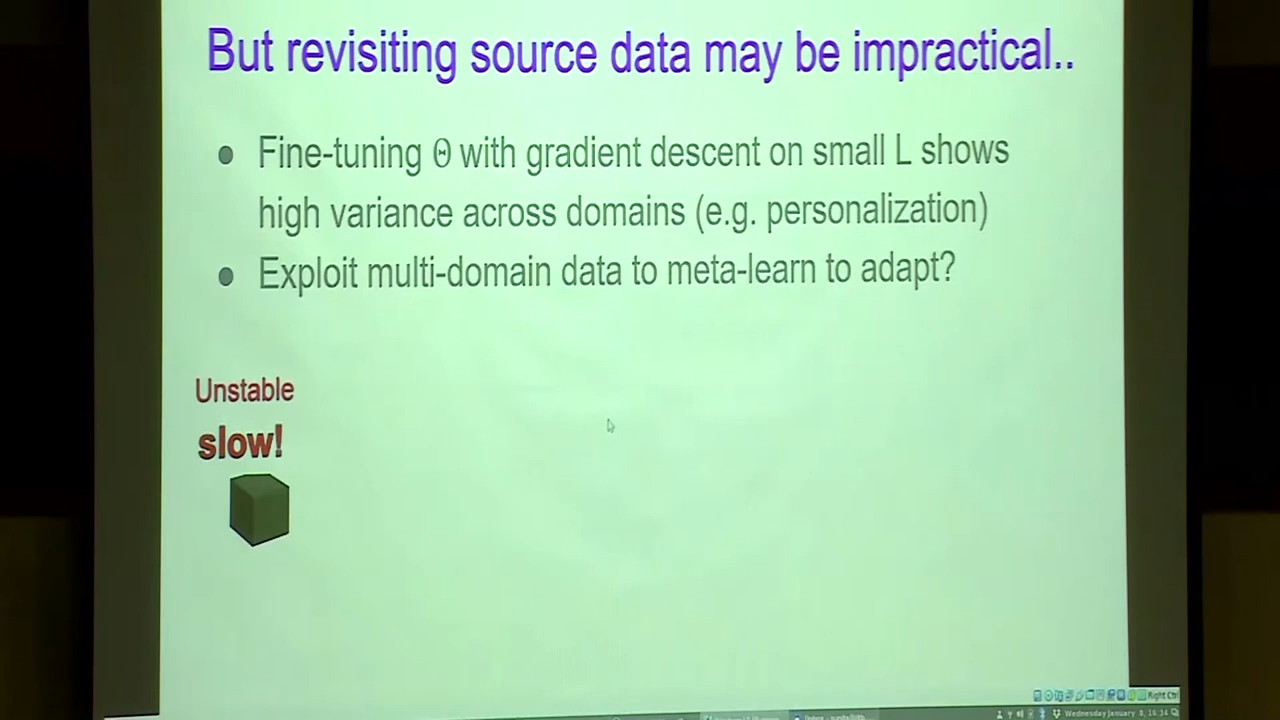 But revisiting source data may be impractical..
● Fine-tuning Θ with gradient descent on small L shows
high variance across domains (e.g. personalization)
● Exploit multi-domain data to meta-learn to adapt?
Unstable
slow!
Right Ctrl
Wednesday January 8, 16:34